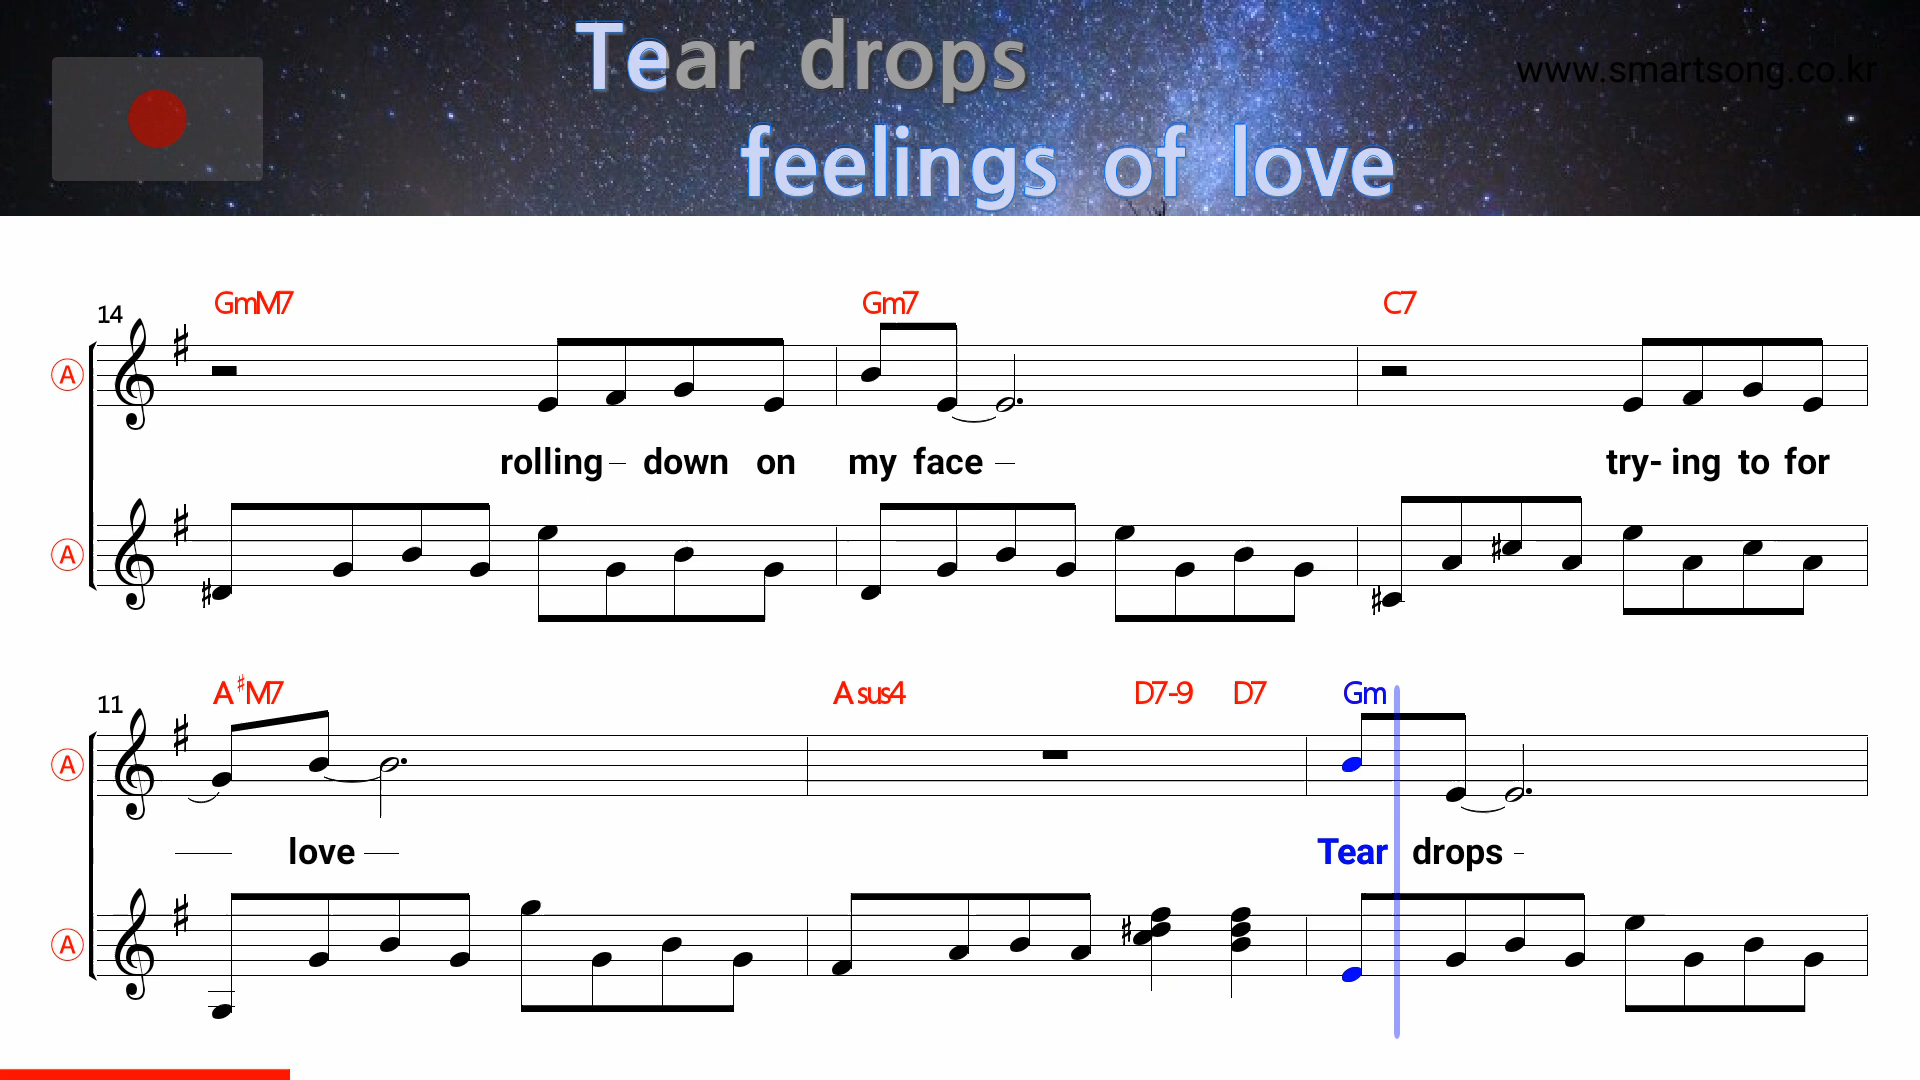 Tear drops
www.smartsong.co.kr
feelings of love
GmM7 Gm7 C7
14
A
rolling – down on my face – try- ing to for
A
A♯M7 A sus4 D7-9 D7 Gm
11
A
— love — Tear drops -
A